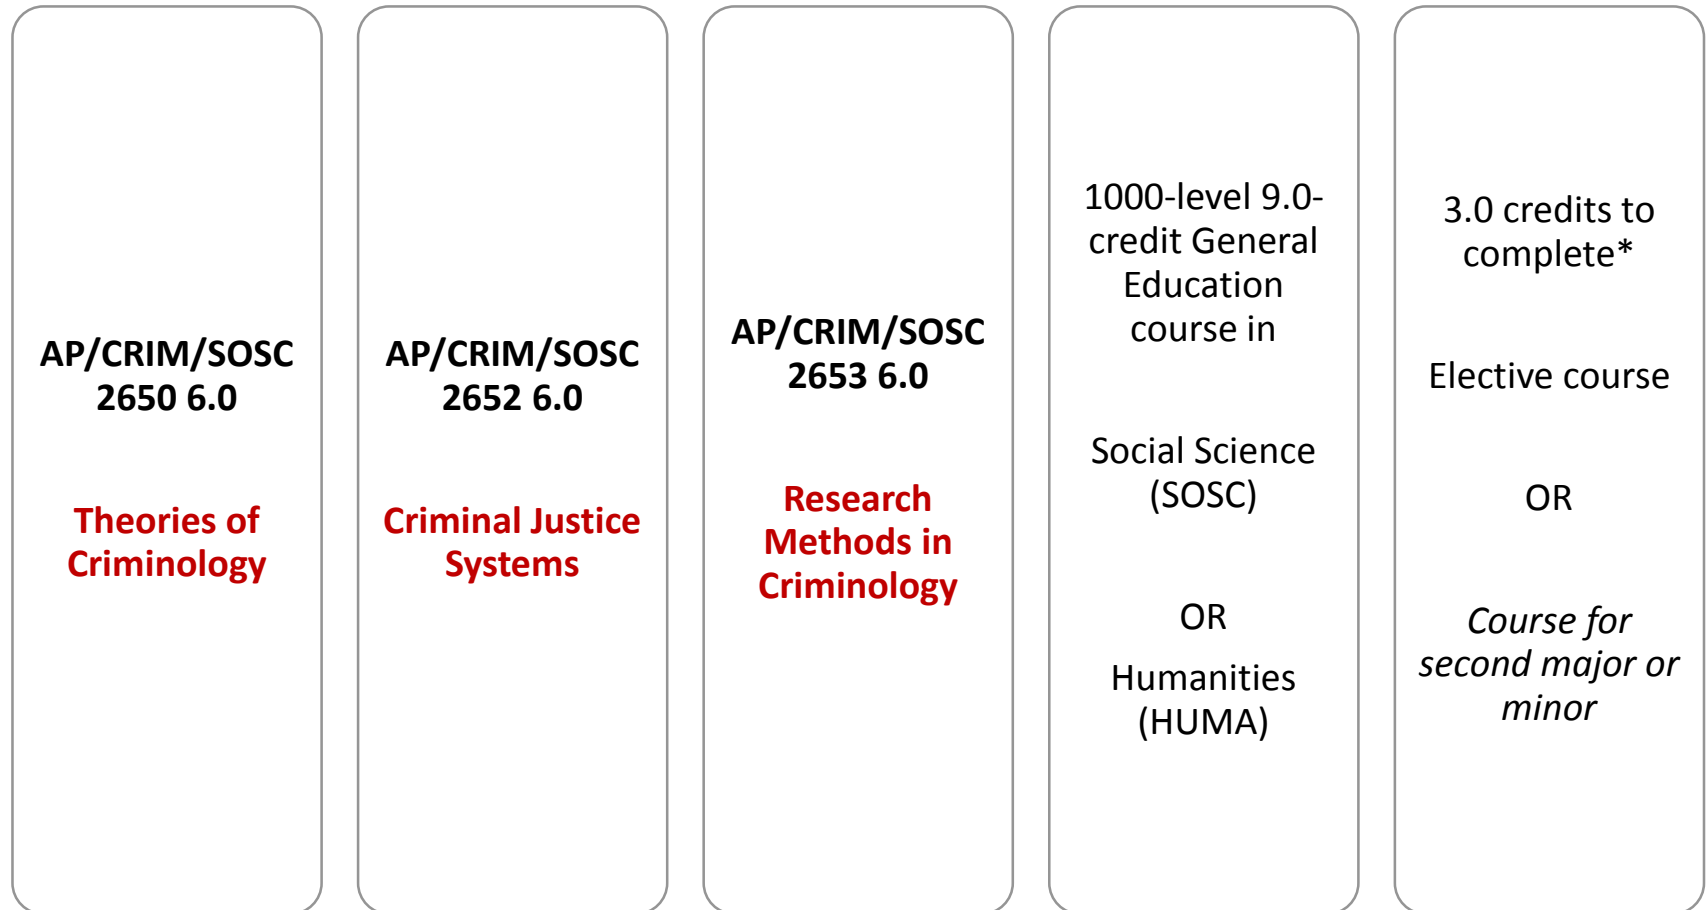 AP/CRIM/SOSC
2650 6.0
Theories of
Criminology
AP/CRIM/SOSC
2652 6.0
Criminal Justice
Systems
AP/CRIM/SOSC
2653 6.0
Research
Methods in
Criminology
1000-level 9.0-
credit General
Education
course in
Social Science
(SOSC)
OR
Humanities
(HUMA)
3.0 credits to
complete*
Elective course
OR
Course for
second major or
minor